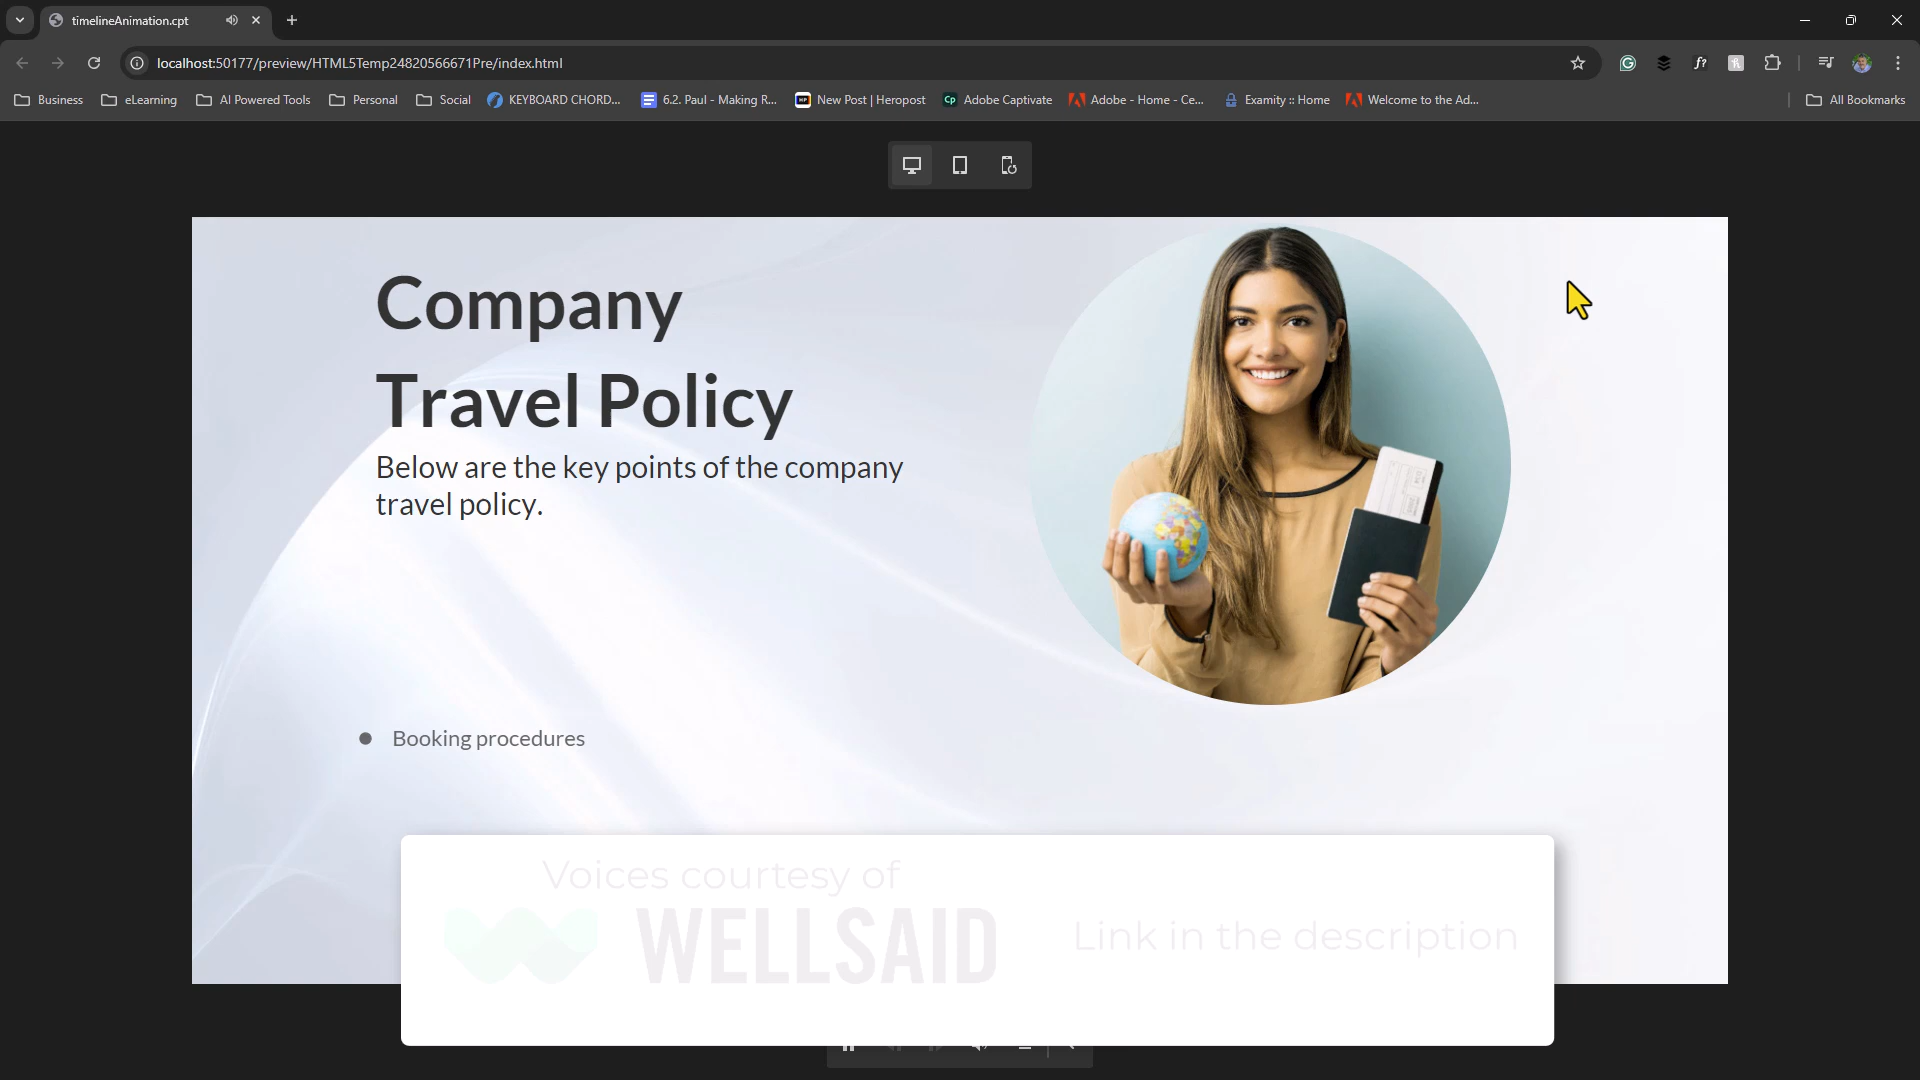 timelineAnimation.cpt
localhost:50177/preview/HTML5Temp24820566671Pre/index.html
Business
eLearning
AI Powered Tools
Personal
Social
KEYBOARD CHORD...
6.2. Paul - Making R...
New Post | Heropost
Adobe Captivate
Adobe - Home - Ce...
Examity :: Home
Welcome to the Ad...
All Bookmarks
Company
Travel Policy
Below are the key points of the company
travel policy.
Booking procedures
Voices courtesy of
WELLSAID
Link in the description